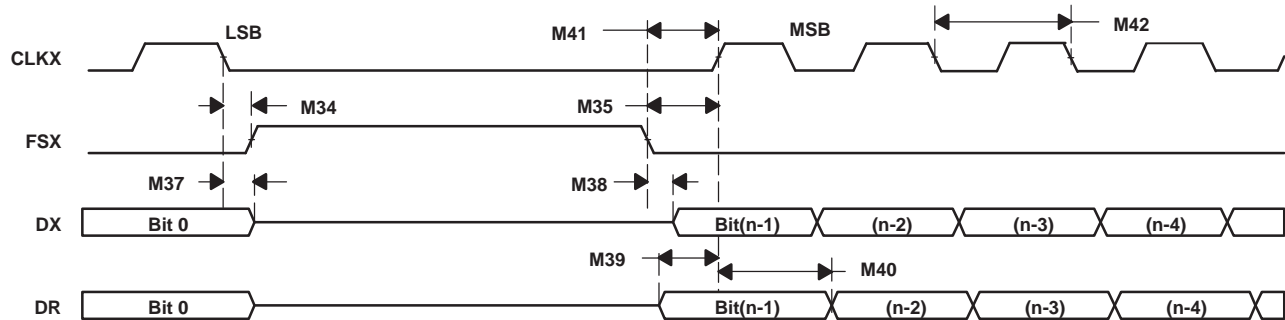 LSB M41 MSB M42
CLKX
M34 M35
FSX
M37 M38
DX Bit 0 Bit(n-1) (n-2) (n-3) (n-4)
M39 M40
DR Bit 0 Bit(n-1) (n-2) (n-3) (n-4)